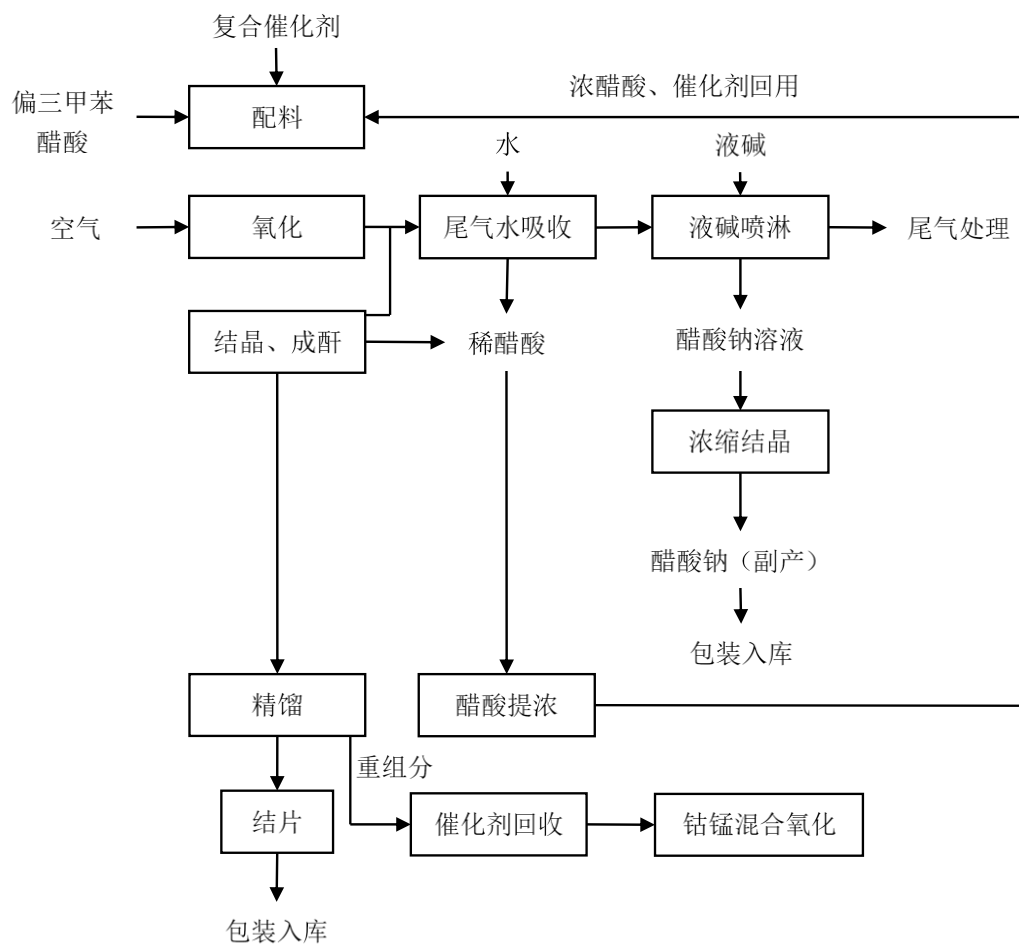 复合催化剂
偏三甲苯
醋酸
配料
浓醋酸、催化剂回用
水
液碱
空气
氧化
尾气水吸收
液碱喷淋
尾气处理
结晶、成酐
稀醋酸
醋酸钠溶液
浓缩结晶
醋酸钠（副产）
包装入库
精馏
醋酸提浓
重组分
结片
催化剂回收
钴锰混合氧化
包装入库